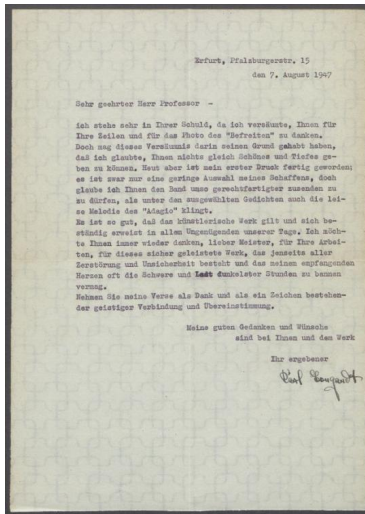 Erfurt, Pfalzburgerstr. 15
den 7. August 1947
Sehr geehrter Herr Professor –
ich stehe sehr in Ihrer Schuld, da ich versäumte, Ihnen für
Ihre Zeilen und für das Photo des "Befreiten" zu danken.
Doch mag dieses Versäumnis darin seinen Grund gehabt haben,
daß ich glaubte, Ihnen nichts gleich Schönes und Tiefes ge-
ben zu können. Heut aber ist mein erster Druck fertig geworden;
es ist zwar nur eine geringe Auswahl meines Schaffens, doch
glaube ich Ihnen den Band umso gerechtfertigter zusenden zu
zu dürfen, als unter den ausgewählten Gedichten auch die lei-
se Melodie des "Adagio" klingt.
Es ist so gut, daß das künstlerische Werk gilt und sich be-
ständig erweist in allem Ungenügenden unserer Tage. Ich möch-
te Ihnen immer wieder danken, lieber Meister, für Ihre Arbei-
ten, für dieses sicher geleistete Werk, das jenseits aller
Zerstörung und Unsicherheit besteht und das meinem empfangenden
Herzen oft die Schwere und Last dunkelster Stunden zu bannen
vermag.
Nehmen Sie meine Verse als Dank und als ein Zeichen bestehen-
der geistiger Verbindung und Übereinstimmung.
Meine guten Gedanken und Wünsche
sind bei Ihnen und dem Werk
Ihr ergebener